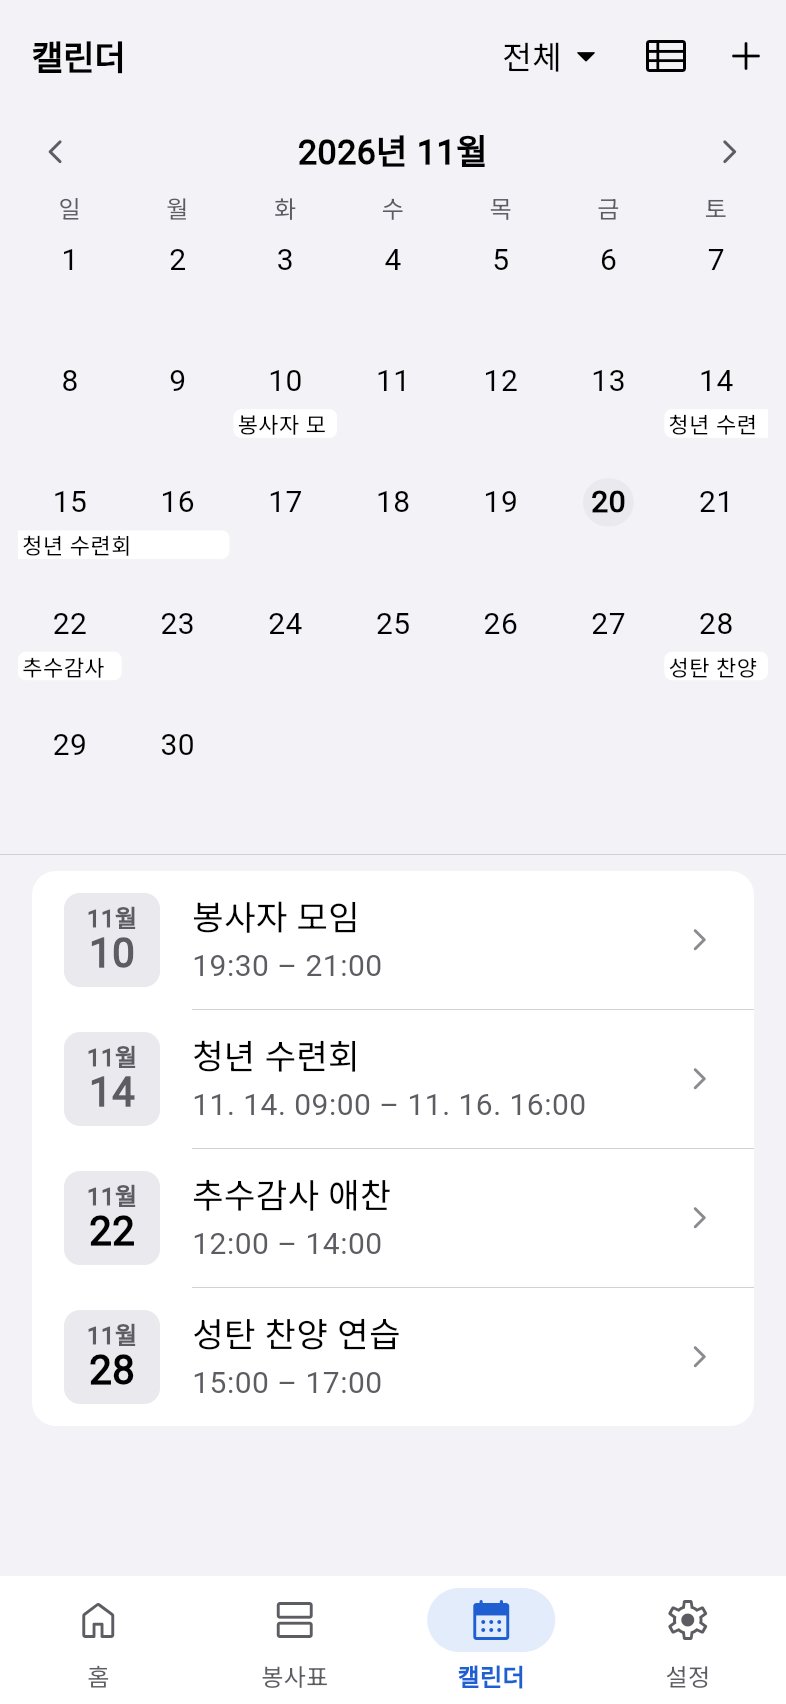 캘린더
전체
2026년 11월
일 월 화 수 목 금 토
1 2 3 4 5 6 7
8 9 10 11 12 13 14
봉사자 모 청년 수련
15 16 17 18 19 20 21
청년 수련회
22 23 24 25 26 27 28
추수감사 성탄 찬양
29 30
11월
10
봉사자 모임
19:30 – 21:00
11월
14
청년 수련회
11. 14. 09:00 – 11. 16. 16:00
11월
22
추수감사 애찬
12:00 – 14:00
11월
28
성탄 찬양 연습
15:00 – 17:00
홈 봉사표 캘린더 설정